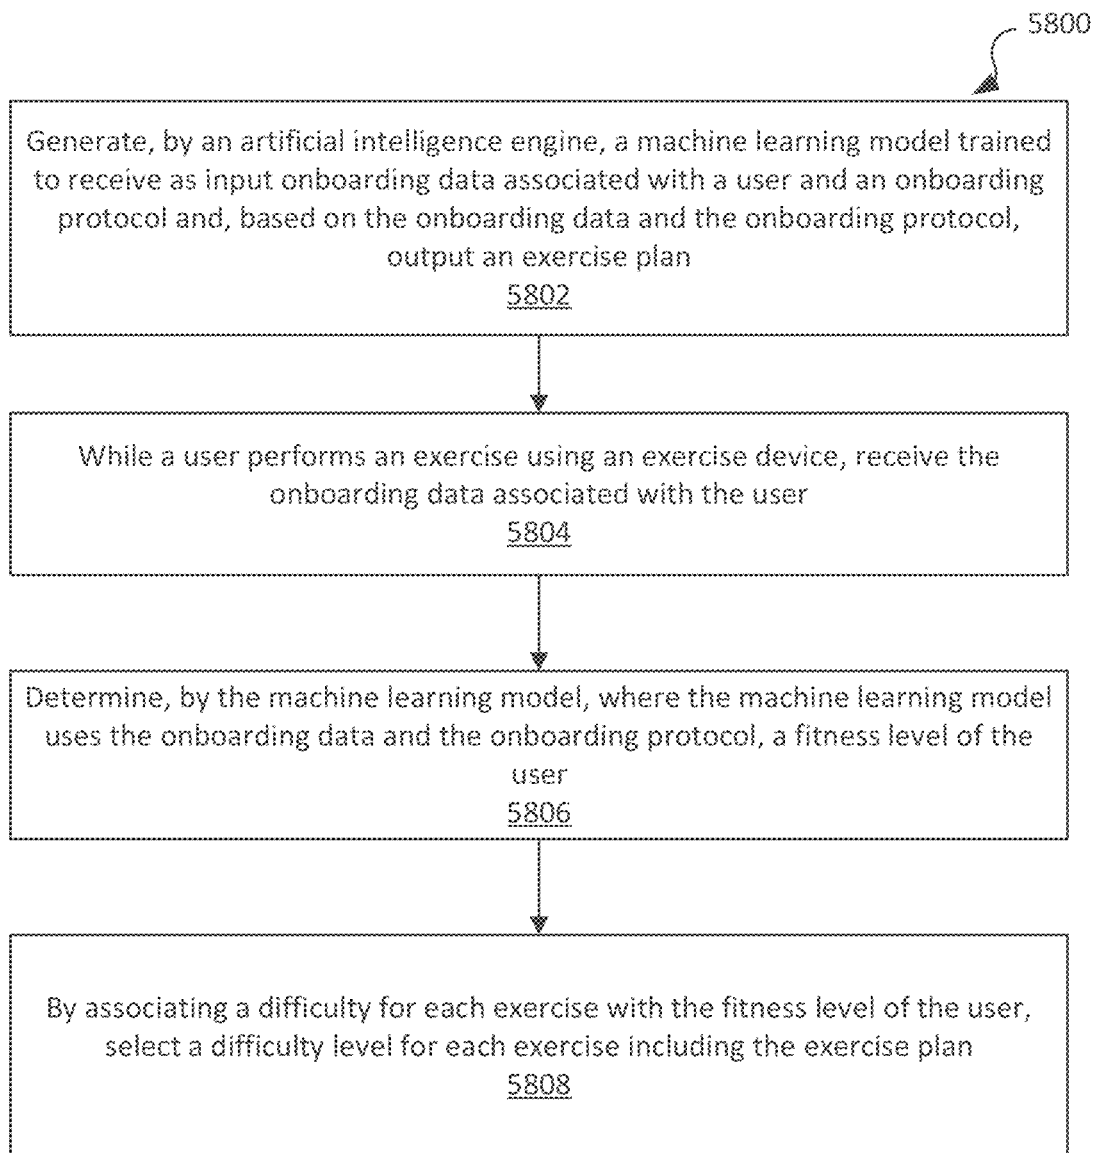 5800
Generate, by an artificial intelligence engine, a machine learning model trained
to receive as input onboarding data associated with a user and an onboarding
protocol and, based on the onboarding data and the onboarding protocol,
output an exercise plan
5802
While a user performs an exercise using an exercise device, receive the
onboarding data associated with the user
5804
Determine, by the machine learning model, where the machine learning model
uses the onboarding data and the onboarding protocol, a fitness level of the
user
5806
By associating a difficulty for each exercise with the fitness level of the user,
select a difficulty level for each exercise including the exercise plan
5808